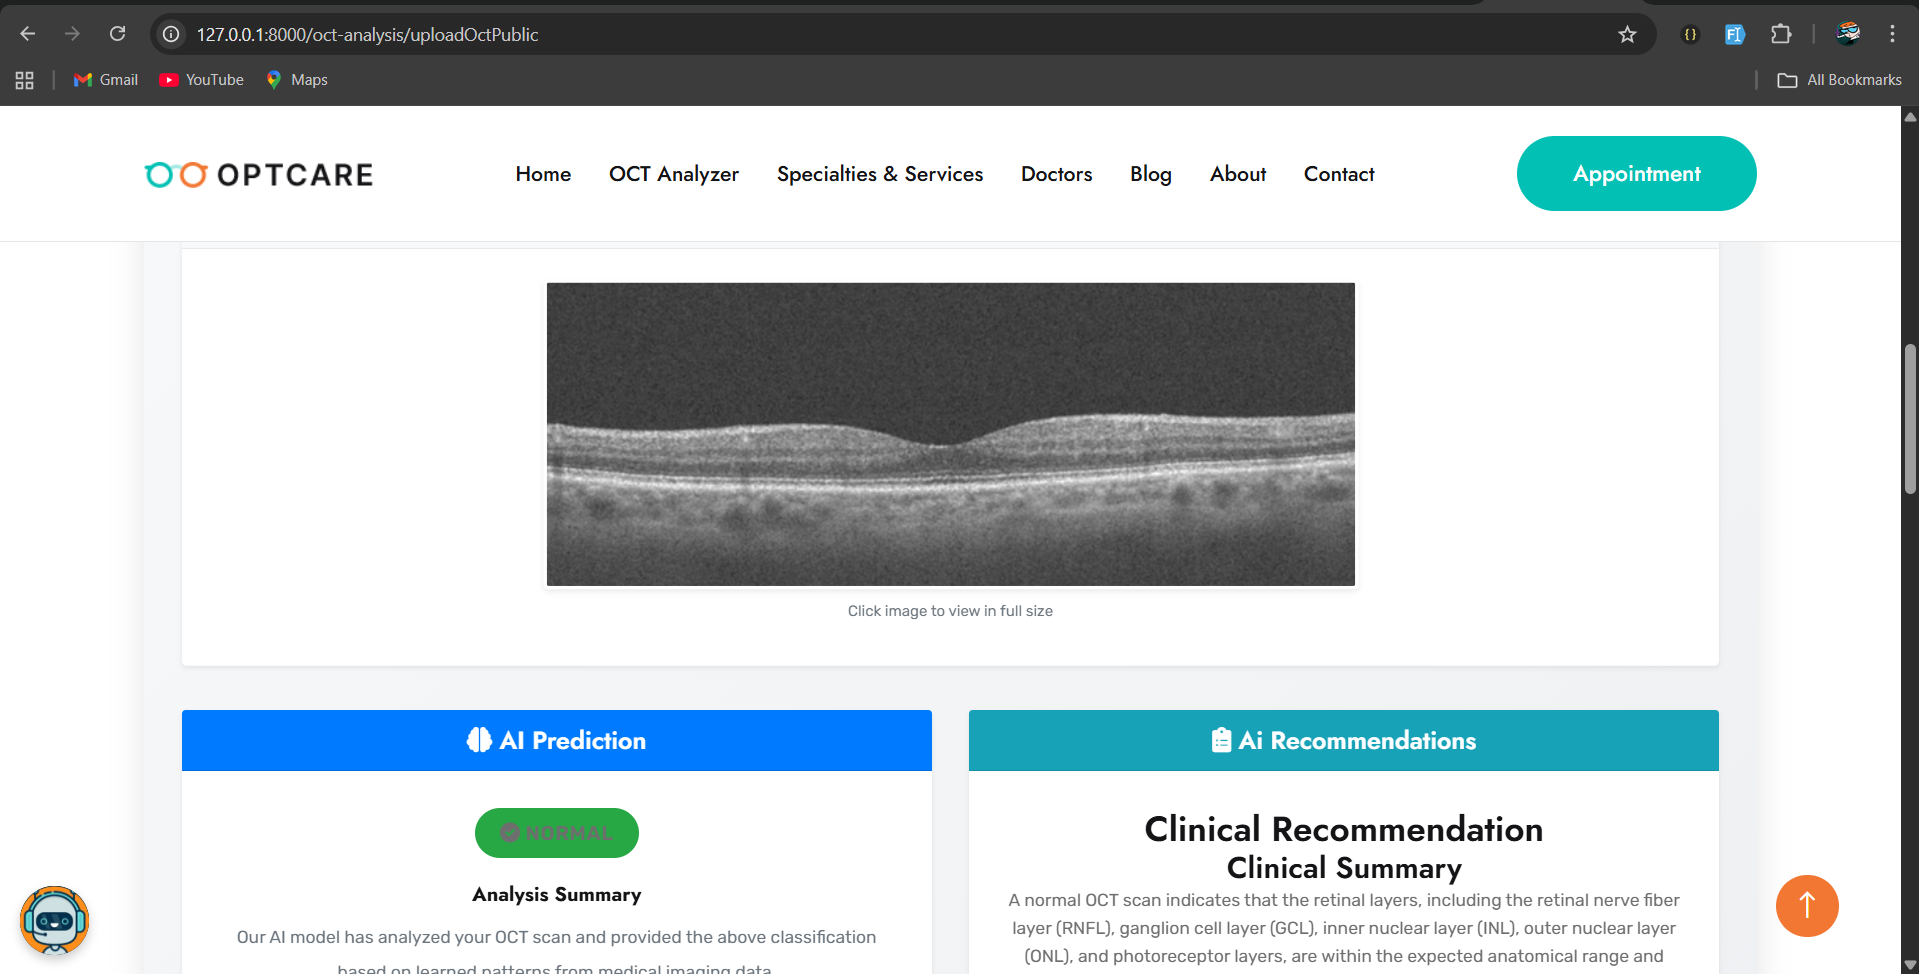 127.0.0.1:8000/oct-analysis/uploadOctPublic
Gmail YouTube Maps All Bookmarks
OPTCARE Home OCT Analyzer Specialties & Services Doctors Blog About Contact Appointment
Click image to view in full size
AI Prediction
NORMAL
Analysis Summary
Our AI model has analyzed your OCT scan and provided the above classification
based on learned patterns from medical imaging data
Ai Recommendations
Clinical Recommendation
Clinical Summary
A normal OCT scan indicates that the retinal layers, including the retinal nerve fiber
layer (RNFL), ganglion cell layer (GCL), inner nuclear layer (INL), outer nuclear layer
(ONL), and photoreceptor layers, are within the expected anatomical range and